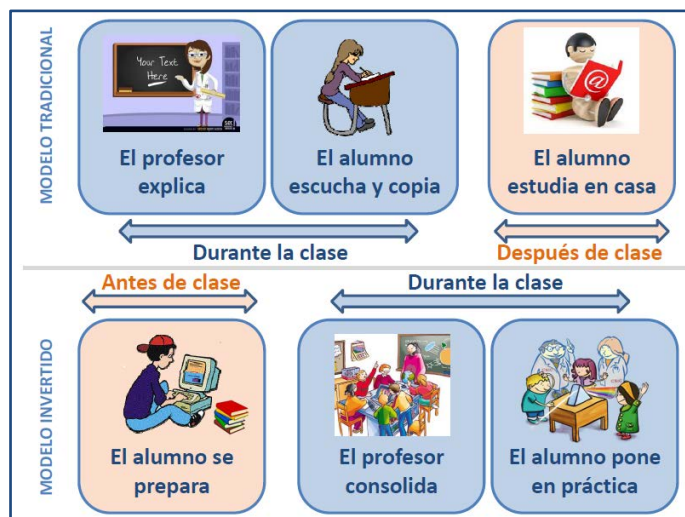 MODELO TRADICIONAL
Your Text
Here
El profesor
explica
El alumno
escucha y copia
@
El alumno
estudia en casa
Durante la clase
Después de clase
MODELO INVERTIDO
Antes de clase
Durante la clase
El alumno se
prepara
El profesor
consolida
El alumno pone
en práctica